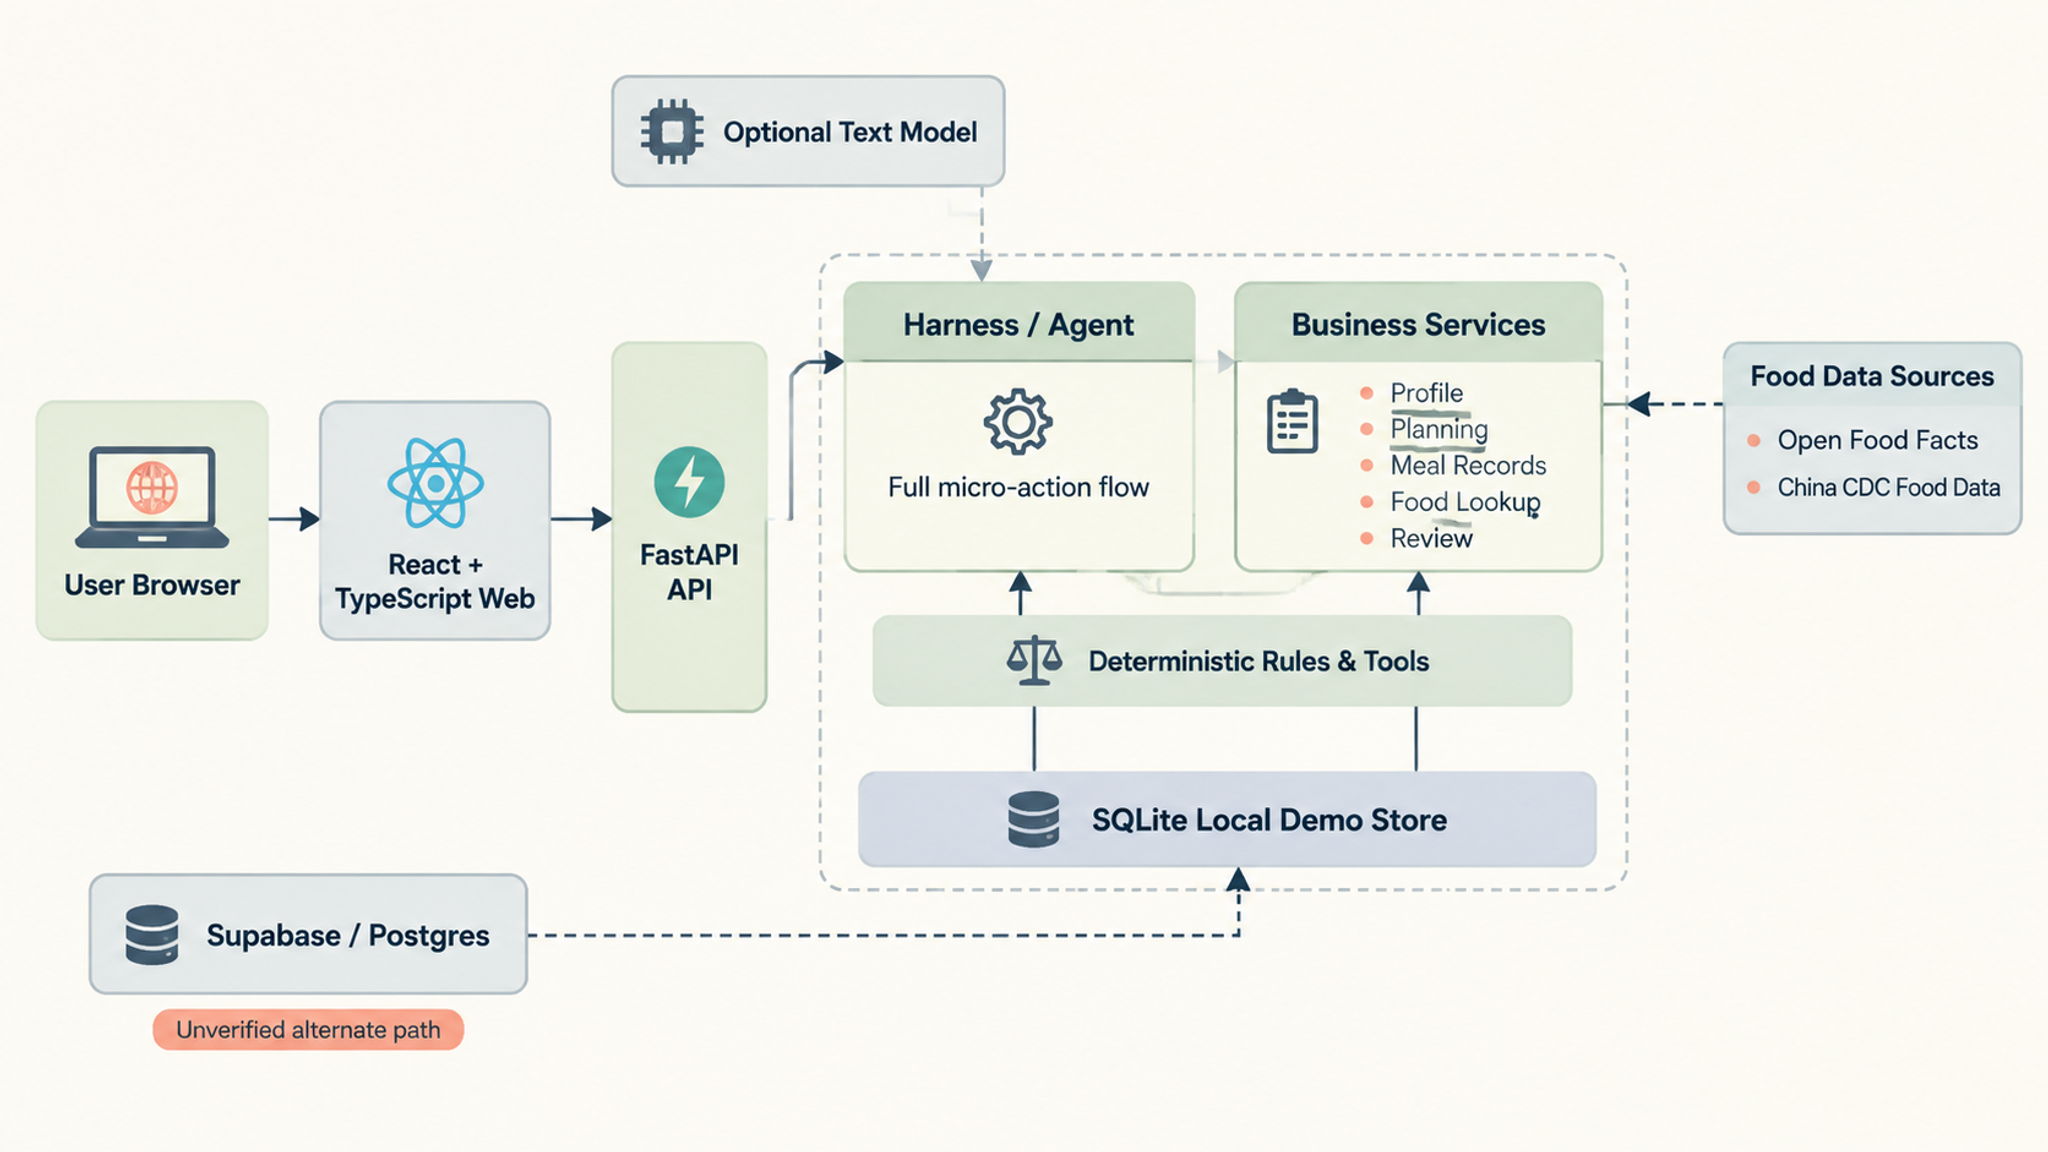 Optional Text Model
Harness / Agent
Full micro-action flow
Business Services
Profile
Planning
Meal Records
Food Lookup
Review
Food Data Sources
Open Food Facts
China CDC Food Data
User Browser
React +
TypeScript Web
FastAPI
API
Deterministic Rules & Tools
SQLite Local Demo Store
Supabase / Postgres
Unverified alternate path